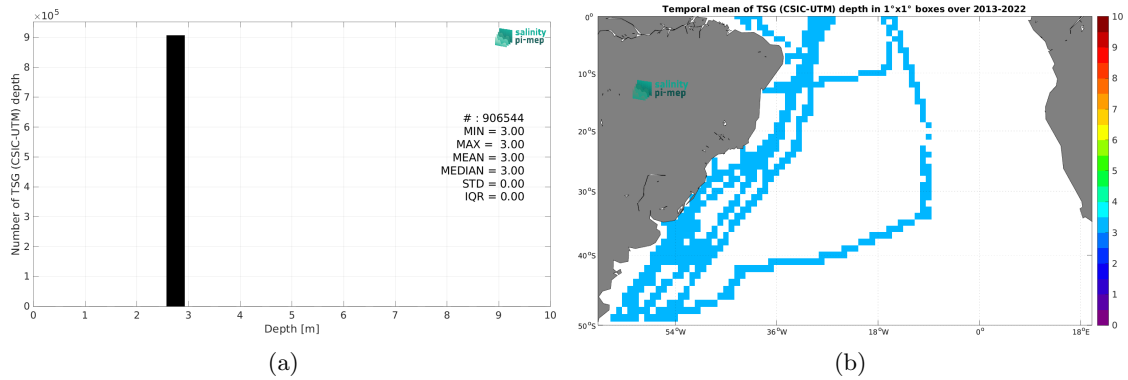 ×10⁵
9
8
7
6
5
4
3
2
1
0
Number of TSG (CSIC-UTM) depth
0 1 2 3 4 5 6 7 8 9 10
Depth [m]
salinity
pi-mep
# : 906544
MIN = 3.00
MAX = 3.00
MEAN = 3.00
MEDIAN = 3.00
STD = 0.00
IQR = 0.00
(a)
Temporal mean of TSG (CSIC-UTM) depth in 1°x1° boxes over 2013-2022
0°
10°S
20°S
30°S
40°S
50°S
54°W 36°W 18°W 0° 18°E
salinity
pi-mep
10
9
8
7
6
5
4
3
2
1
0
(b)